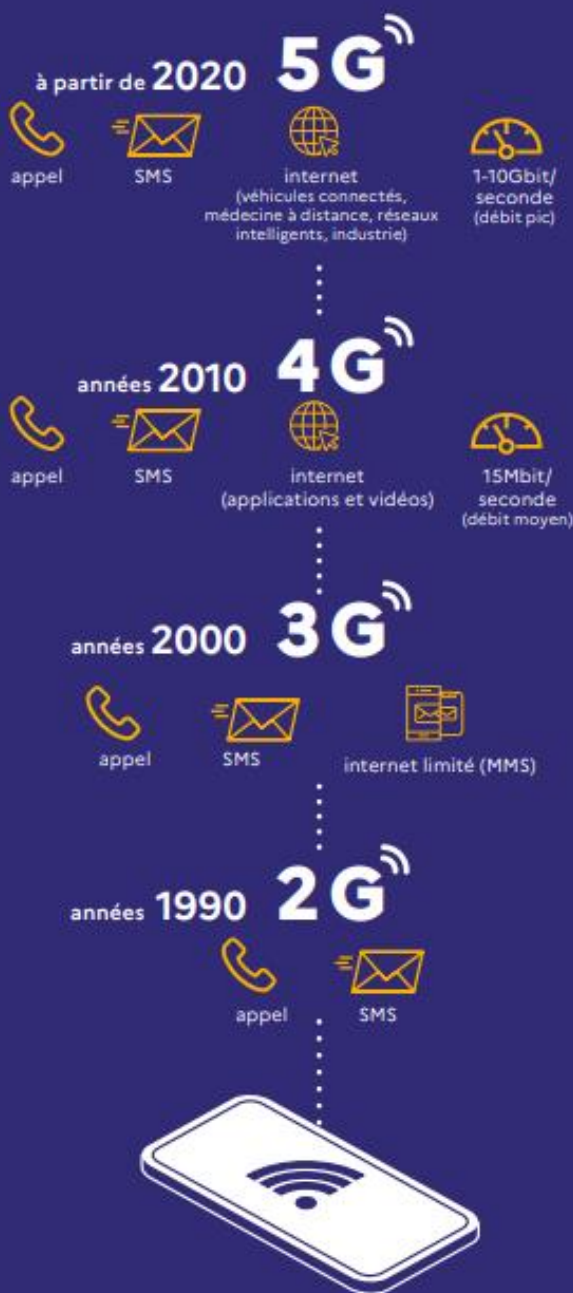 à partir de 2020 5G
appel
SMS
internet
(véhicules connectés,
médecine à distance, réseaux
intelligents, industrie)
1-10Gbit/
seconde
(débit pic)
années 2010 4G
appel
SMS
internet
(applications et vidéos)
15Mbit/
seconde
(débit moyen)
années 2000 3G
appel
SMS
internet limité (MMS)
années 1990 2G
appel
SMS